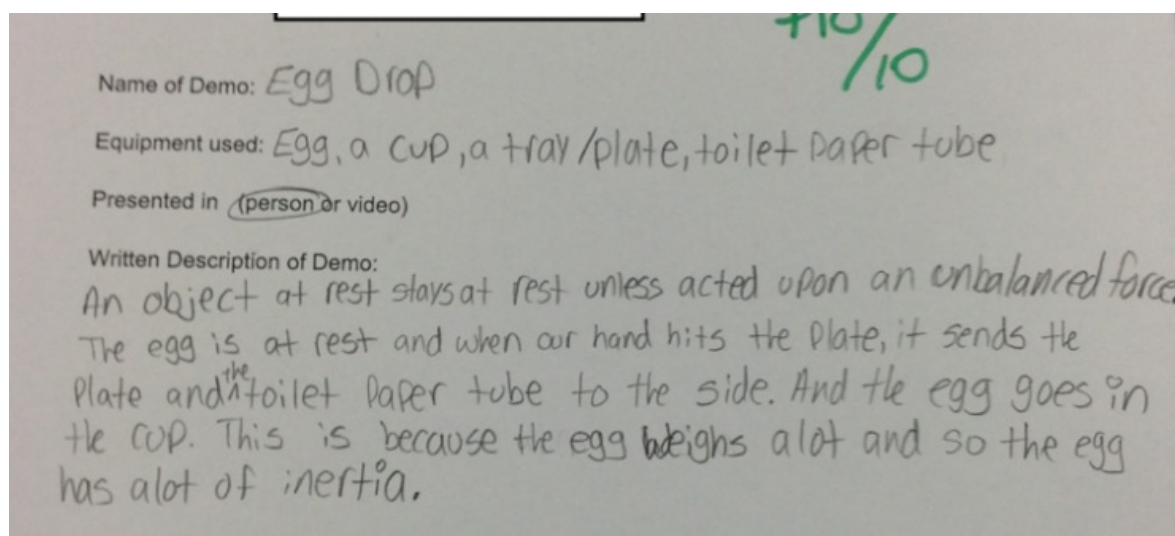 +10/10
Name of Demo: Egg Drop
Equipment used: Egg, a cup, a tray/plate, toilet paper tube
Presented in (person or video)
Written Description of Demo:
An object at rest stays at rest unless acted upon an unbalanced force.
The egg is at rest and when our hand hits the plate, it sends the
plate and the toilet paper tube to the side. And the egg goes in
the cup. This is because the egg weighs alot and so the egg
has alot of inertia.